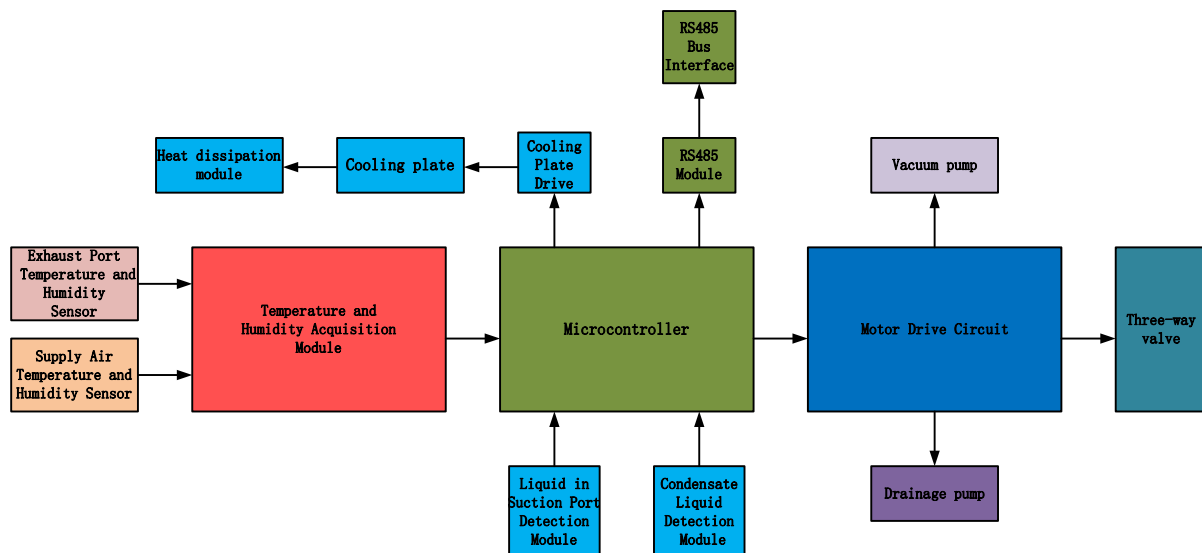 RS485
Bus
Interface
Heat dissipation
module
Cooling plate
Cooling
Plate
Drive
RS485
Module
Vacuum pump
Exhaust Port
Temperature and
Humidity
Sensor
Supply Air
Temperature and
Humidity Sensor
Temperature and
Humidity Acquisition
Module
Microcontroller
Motor Drive Circuit
Three-way
valve
Liquid in
Suction Port
Detection
Module
Condensate
Liquid
Detection
Module
Drainage pump